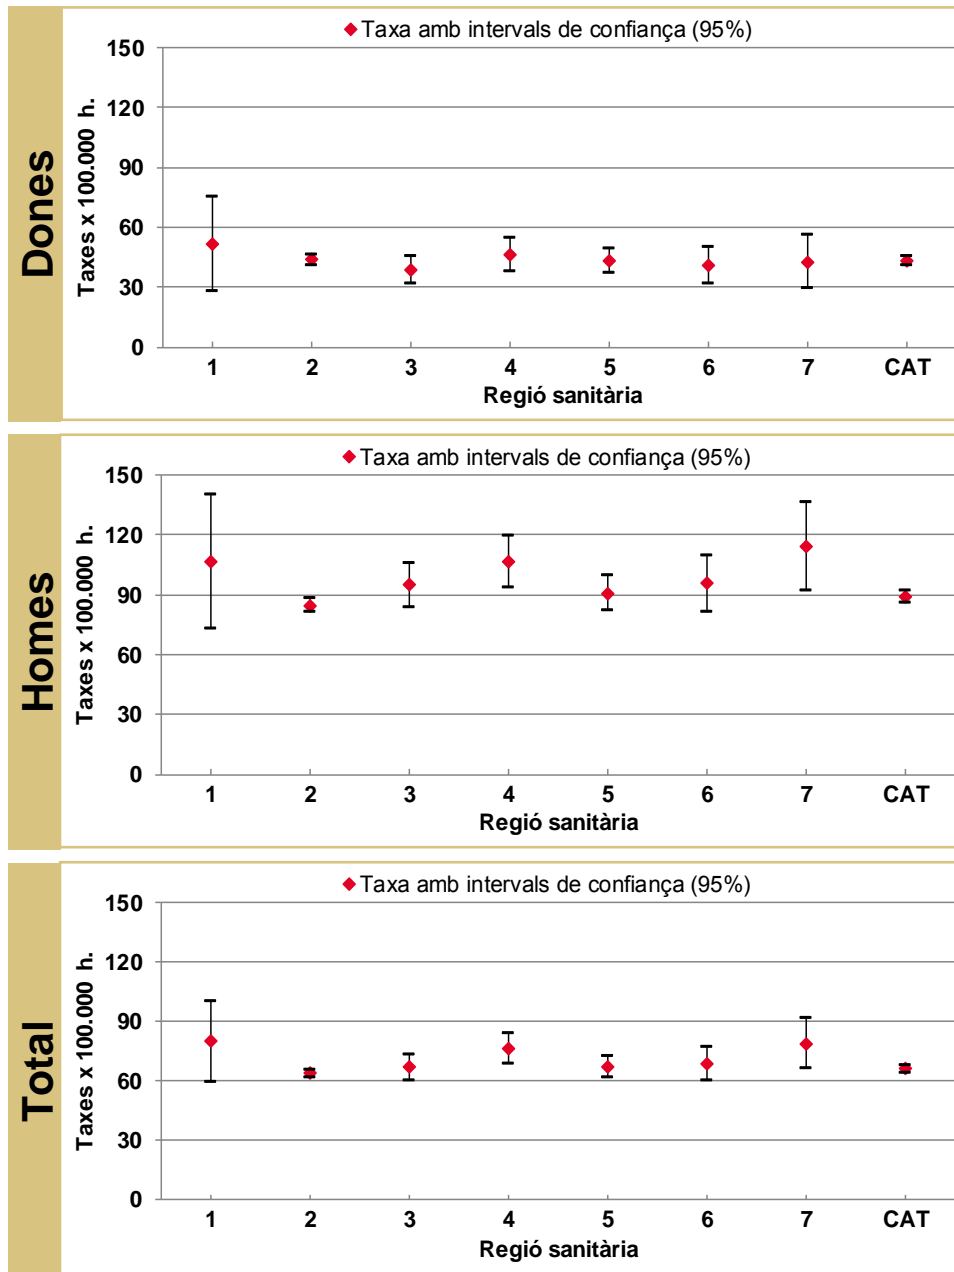 Dones
Taxa amb intervals de confiança (95%)
Taxes x 100.000 h.
150
120
90
60
30
0
1 2 3 4 5 6 7 CAT
Regió sanitària
Homes
Taxa amb intervals de confiança (95%)
Taxes x 100.000 h.
150
120
90
60
30
0
1 2 3 4 5 6 7 CAT
Regió sanitària
Total
Taxa amb intervals de confiança (95%)
Taxes x 100.000 h.
150
120
90
60
30
0
1 2 3 4 5 6 7 CAT
Regió sanitària